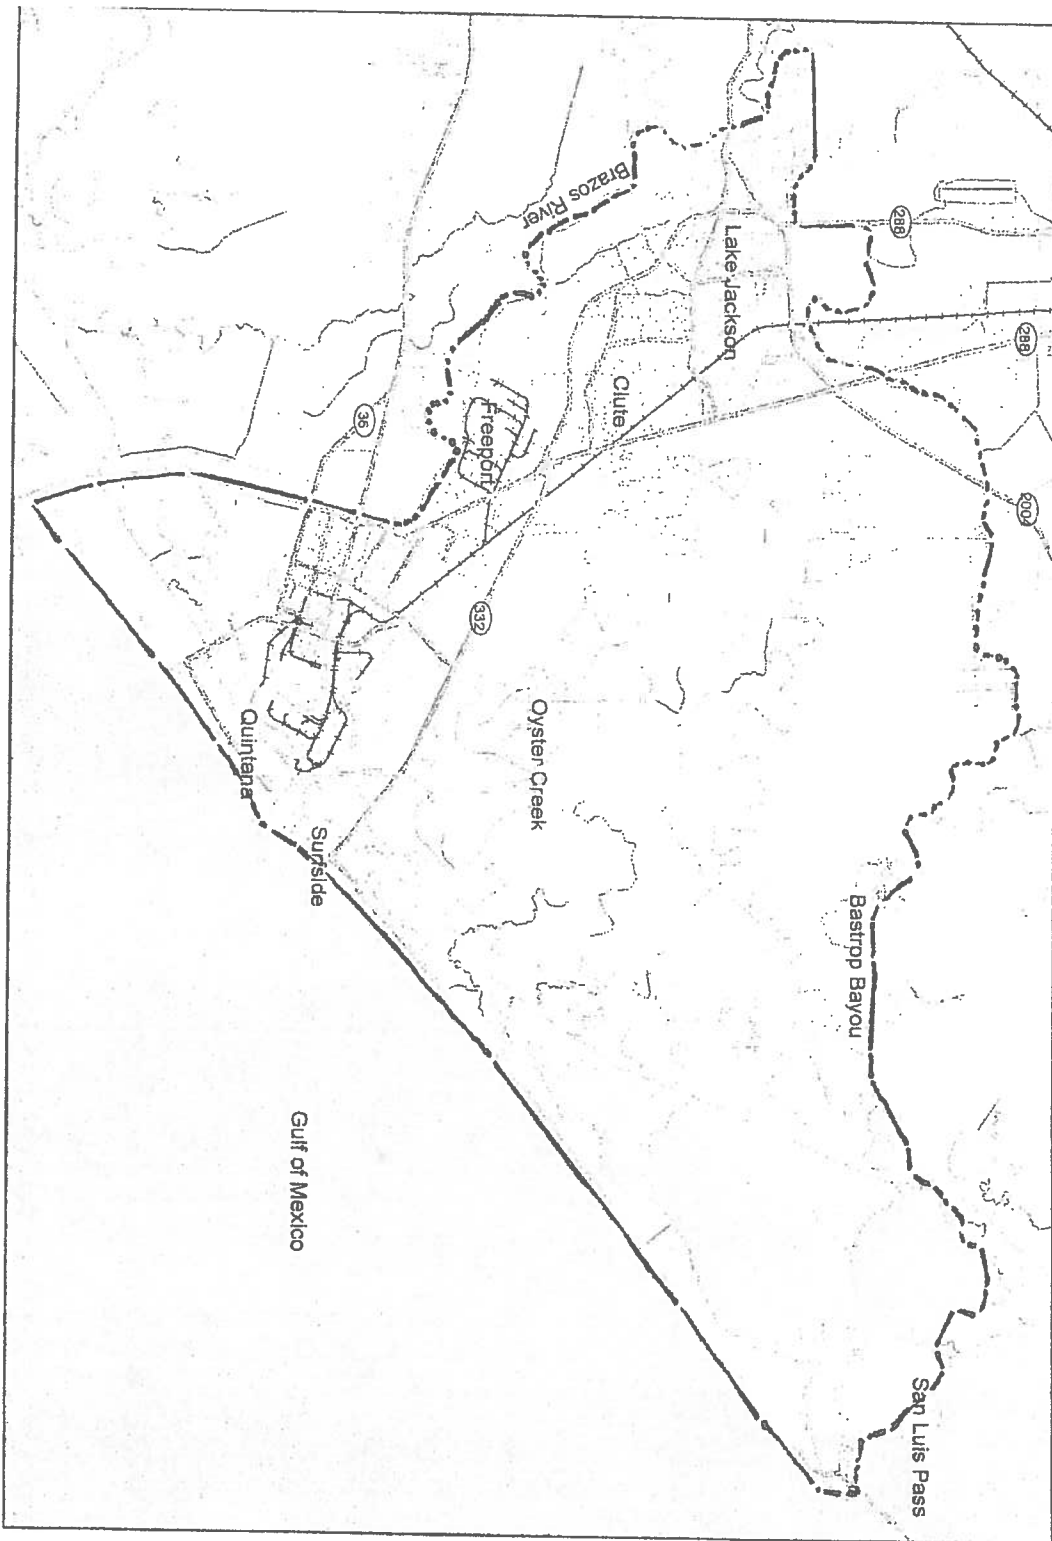 288
2004
288
San Luis Pass
Bastrop Bayou
Lake Jackson
Clute
Brazos River
Oyster Creek
Freeport
332
36
Surfside
Gulf of Mexico
Quintana